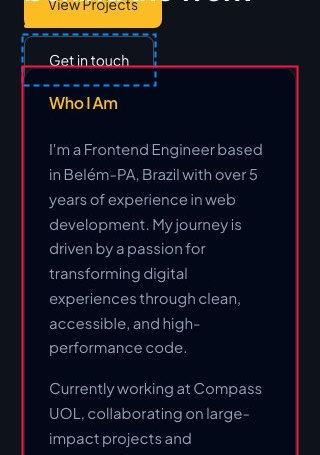 View Projects
Get in touch
Who I Am
I'm a Frontend Engineer based
in Belém-PA, Brazil with over 5
years of experience in web
development. My journey is
driven by a passion for
transforming digital
experiences through clean,
accessible, and high-
performance code.
Currently working at Compass
UOL, collaborating on large-
impact projects and